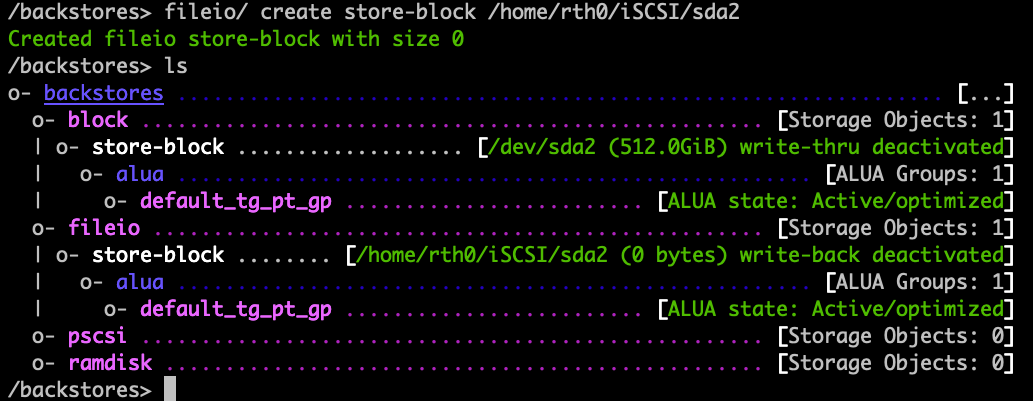 /backstores> fileio/ create store-block /home/rth0/iSCSI/sda2
Created fileio store-block with size 0
/backstores> ls
o- backstores ................................................................ [...]
  o- block .................................................... [Storage Objects: 1]
  | o- store-block ................... [/dev/sda2 (512.0GiB) write-thru deactivated]
  |   o- alua ...................................................... [ALUA Groups: 1]
  |     o- default_tg_pt_gp ........................... [ALUA state: Active/optimized]
  o- fileio ................................................... [Storage Objects: 1]
  | o- store-block ........ [/home/rth0/iSCSI/sda2 (0 bytes) write-back deactivated]
  |   o- alua ...................................................... [ALUA Groups: 1]
  |     o- default_tg_pt_gp ........................... [ALUA state: Active/optimized]
  o- pscsi .................................................... [Storage Objects: 0]
  o- ramdisk .................................................. [Storage Objects: 0]
/backstores>